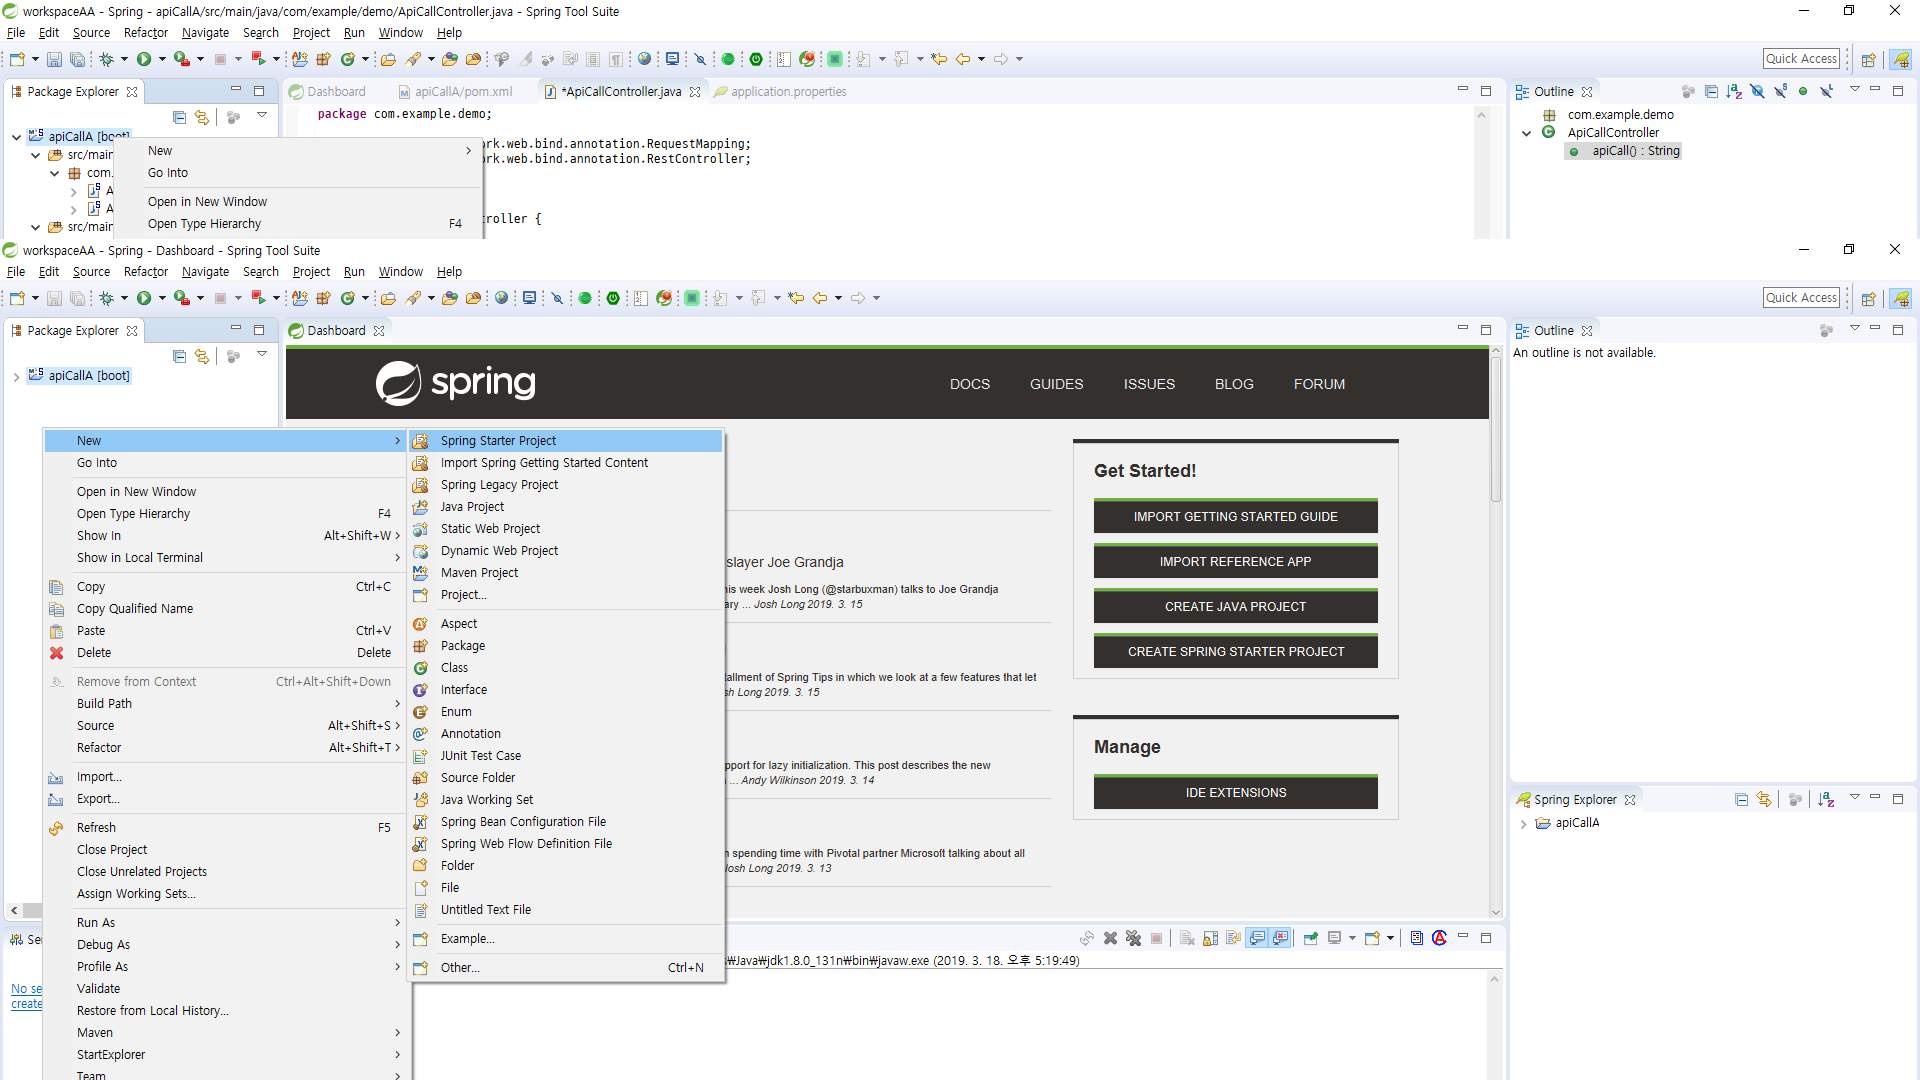 workspaceAA - Spring - apiCallA/src/main/java/com/example/demo/ApiCallController.java - Spring Tool Suite
File Edit Source Refactor Navigate Search Project Run Window Help
Quick Access
Package Explorer
Dashboard
apiCallA/pom.xml
*ApiCallController.java
application.properties
Outline
apiCallA [boot]
src/main
com.
A
A
src/main
New
Go Into
Open in New Window
Open Type Hierarchy F4
package com.example.demo;
rk.web.bind.annotation.RequestMapping;
rk.web.bind.annotation.RestController;
roller {
com.example.demo
ApiCallController
apiCall() : String
workspaceAA - Spring - Dashboard - Spring Tool Suite
File Edit Source Refactor Navigate Search Project Run Window Help
Quick Access
Package Explorer
Dashboard
Outline
apiCallA [boot]
An outline is not available.
spring
DOCS GUIDES ISSUES BLOG FORUM
New
Go Into
Open in New Window
Open Type Hierarchy F4
Show In Alt+Shift+W
Show in Local Terminal
Copy Ctrl+C
Copy Qualified Name
Paste Ctrl+V
Delete Delete
Remove from Context Ctrl+Alt+Shift+Down
Build Path
Source Alt+Shift+S
Refactor Alt+Shift+T
Import...
Export...
Refresh F5
Close Project
Close Unrelated Projects
Assign Working Sets...
Run As
Debug As
Profile As
Validate
Restore from Local History...
Maven
StartExplorer
Team
Spring Starter Project
Import Spring Getting Started Content
Spring Legacy Project
Java Project
Static Web Project
Dynamic Web Project
Maven Project
Project...
Aspect
Package
Class
Interface
Enum
Annotation
JUnit Test Case
Source Folder
Java Working Set
Spring Bean Configuration File
Spring Web Flow Definition File
Folder
File
Untitled Text File
Example...
Other... Ctrl+N
slayer Joe Grandja
his week Josh Long (@starbuxman) talks to Joe Grandja
ary ... Josh Long 2019. 3. 15
tallment of Spring Tips in which we look at a few features that let
sh Long 2019. 3. 15
pport for lazy initialization. This post describes the new
n ... Andy Wilkinson 2019. 3. 14
n spending time with Pivotal partner Microsoft talking about all
Josh Long 2019. 3. 13
Get Started!
IMPORT GETTING STARTED GUIDE
IMPORT REFERENCE APP
CREATE JAVA PROJECT
CREATE SPRING STARTER PROJECT
Manage
IDE EXTENSIONS
Spring Explorer
apiCallA
Se
No se
create
s₩Java₩jdk1.8.0_131n₩bin₩javaw.exe (2019. 3. 18. 오후 5:19:49)